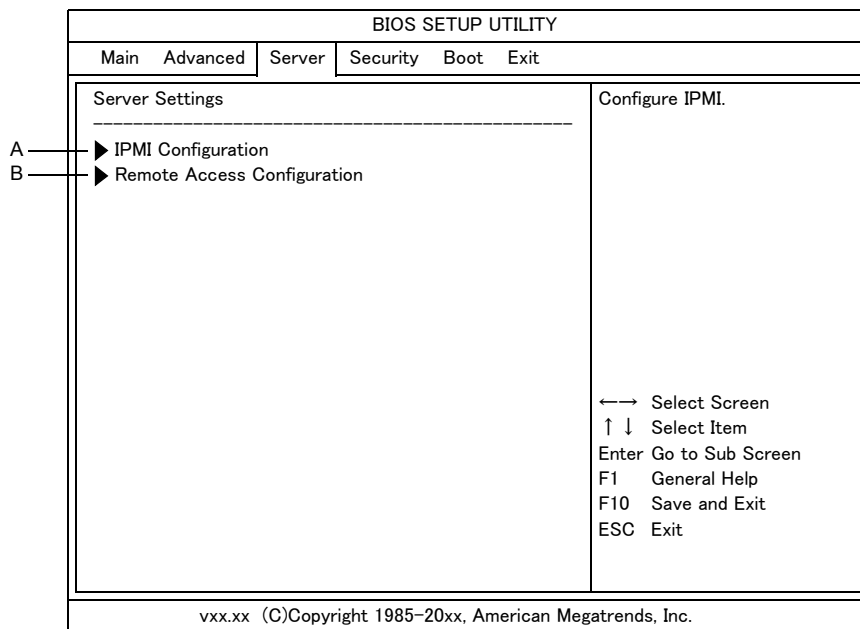 BIOS SETUP UTILITY
Main Advanced Server Security Boot Exit
Server Settings
------------------------------------------------
A ▶ IPMI Configuration
B ▶ Remote Access Configuration
Configure IPMI.
←→ Select Screen
↑↓ Select Item
Enter Go to Sub Screen
F1 General Help
F10 Save and Exit
ESC Exit
vxx.xx (C)Copyright 1985-20xx, American Megatrends, Inc.